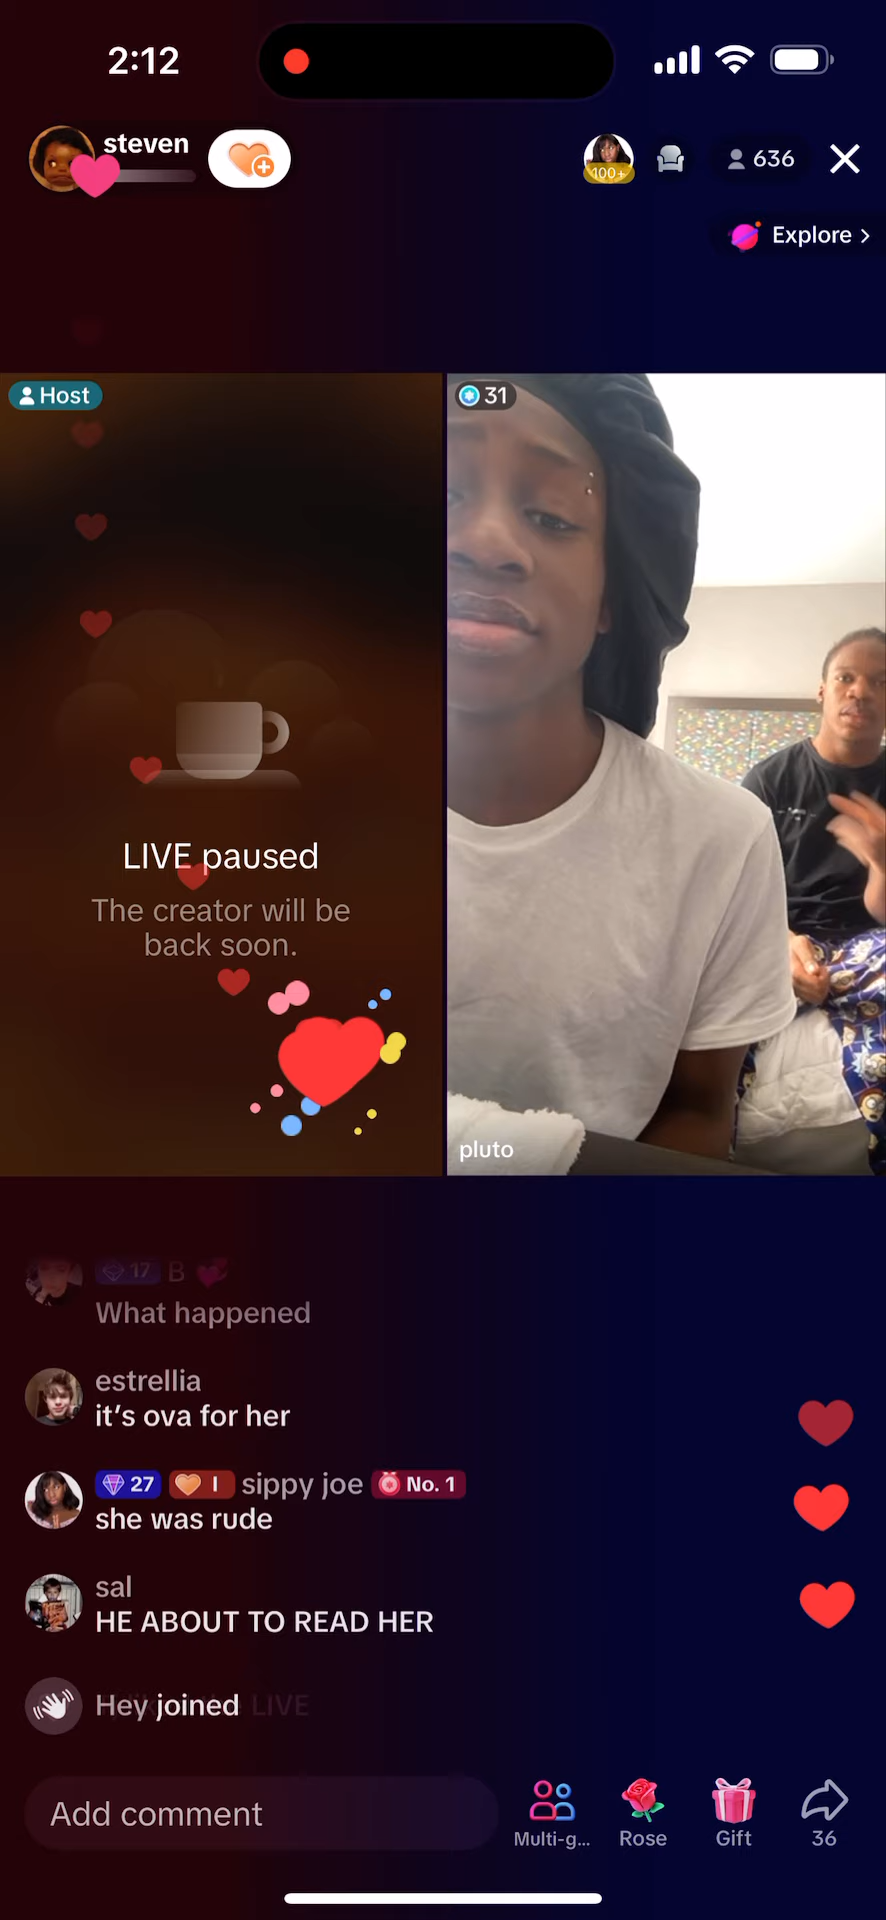 2:12
steven
100+
636
Explore
Host
31
LIVE paused
The creator will be
back soon.
pluto
17 B
What happened
estrellia
it's ova for her
27 I sippy joe No. 1
she was rude
sal
HE ABOUT TO READ HER
Hey joined
LIVE
Add comment
Multi-g...
Rose
Gift
36